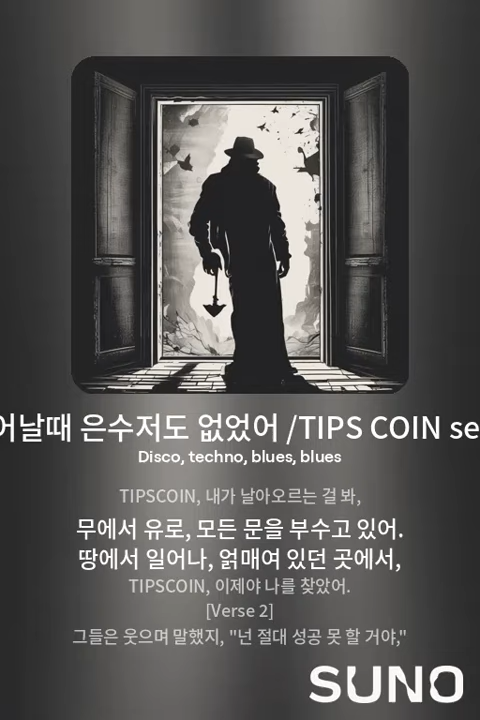 어날때 은수저도 없었어 /TIPS COIN se
Disco, techno, blues, blues
TIPSCOIN, 내가 날아오르는 걸 봐,
무에서 유로, 모든 문을 부수고 있어.
땅에서 일어나, 얽매여 있던 곳에서,
TIPSCOIN, 이제야 나를 찾았어.
[Verse 2]
그들은 웃으며 말했지, "넌 절대 성공 못 할 거야,"
SUNO